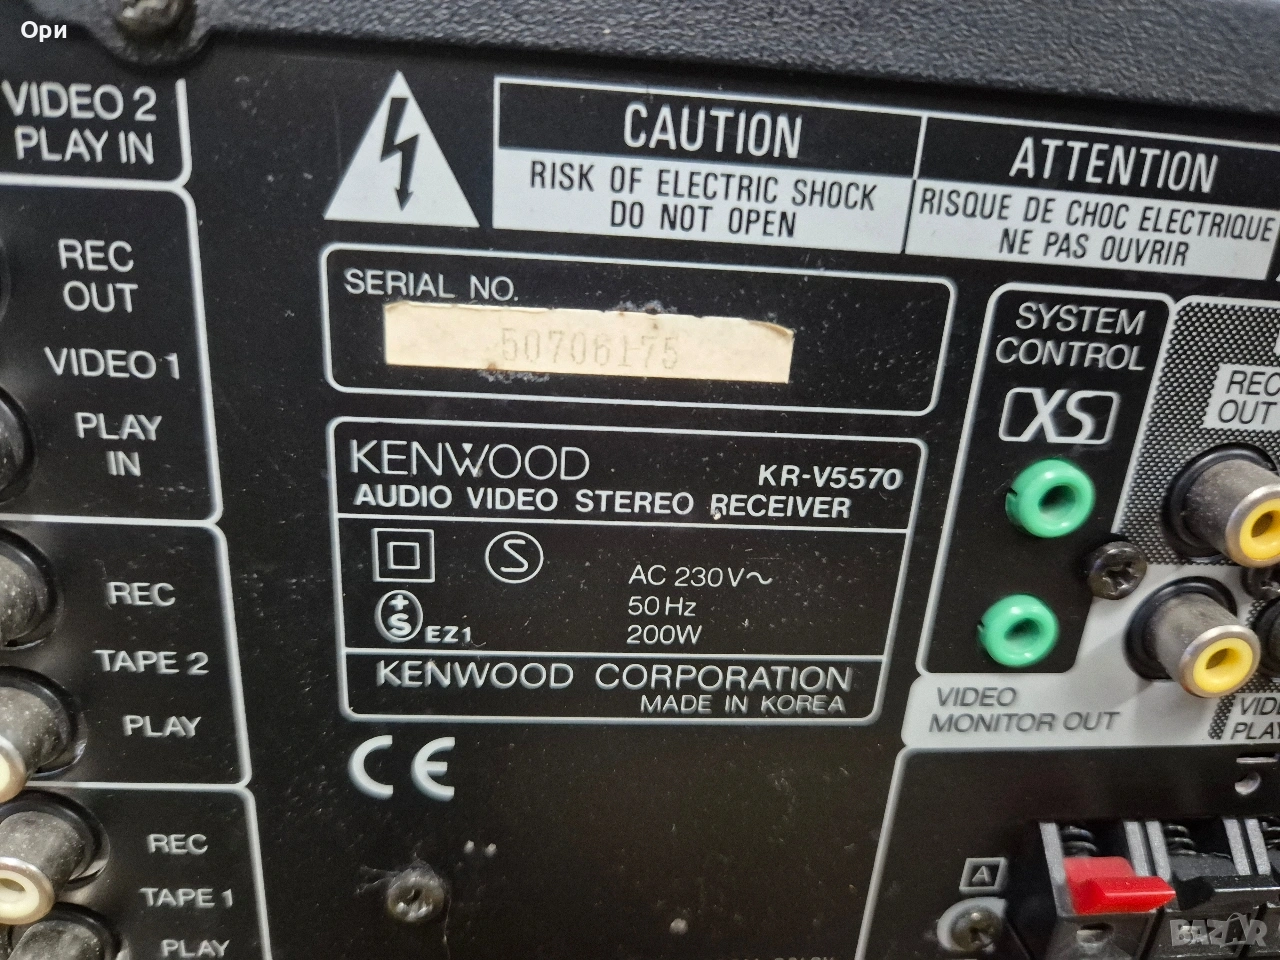 Ори
VIDEO 2
PLAY IN
REC
OUT
VIDEO 1
PLAY
IN
REC
TAPE 2
PLAY
REC
TAPE 1
PLAY
CAUTION
RISK OF ELECTRIC SHOCK
DO NOT OPEN
ATTENTION
RISQUE DE CHOC ELECTRIQUE
NE PAS OUVRIR
SERIAL NO.
50706175
KENWOOD
KR-V5570
AUDIO VIDEO STEREO RECEIVER
S
+
S EZ1
AC 230V~
50Hz
200W
KENWOOD CORPORATION
MADE IN KOREA
CE
SYSTEM
CONTROL
XS
REC
OUT
VIDEO
MONITOR OUT
PLAY
A
BAZAR